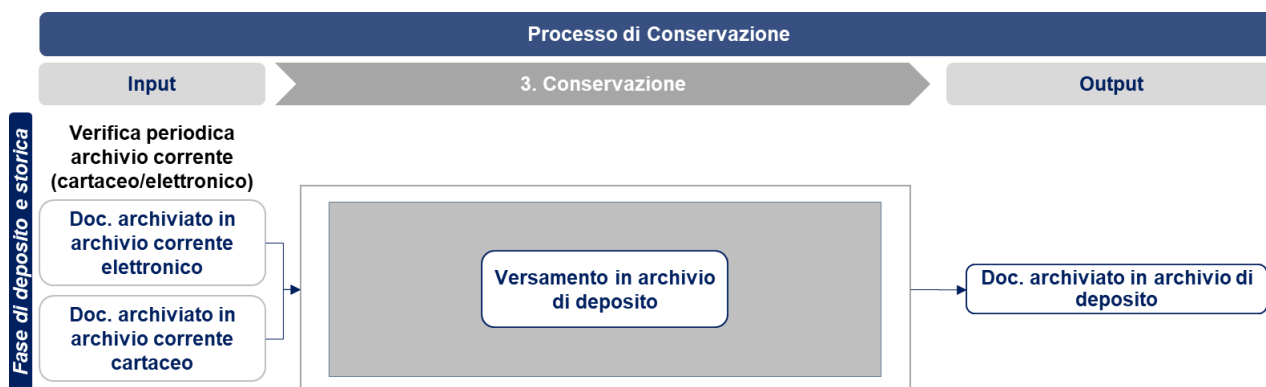 Processo di Conservazione
Input
3. Conservazione
Output
Fase di deposito e storica
Verifica periodica
archivio corrente
(cartaceo/elettronico)
Doc. archiviato in
archivio corrente
elettronico
Doc. archiviato in
archivio corrente
cartaceo
Versamento in archivio
di deposito
Doc. archiviato in archivio di
deposito